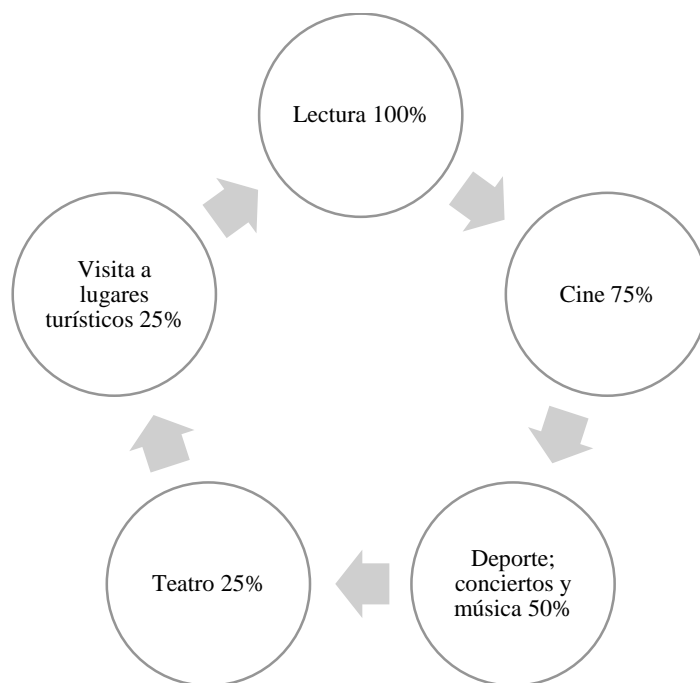 Lectura 100%
Cine 75%
Deporte;
conciertos y
música 50%
Teatro 25%
Visita a
lugares
turísticos 25%